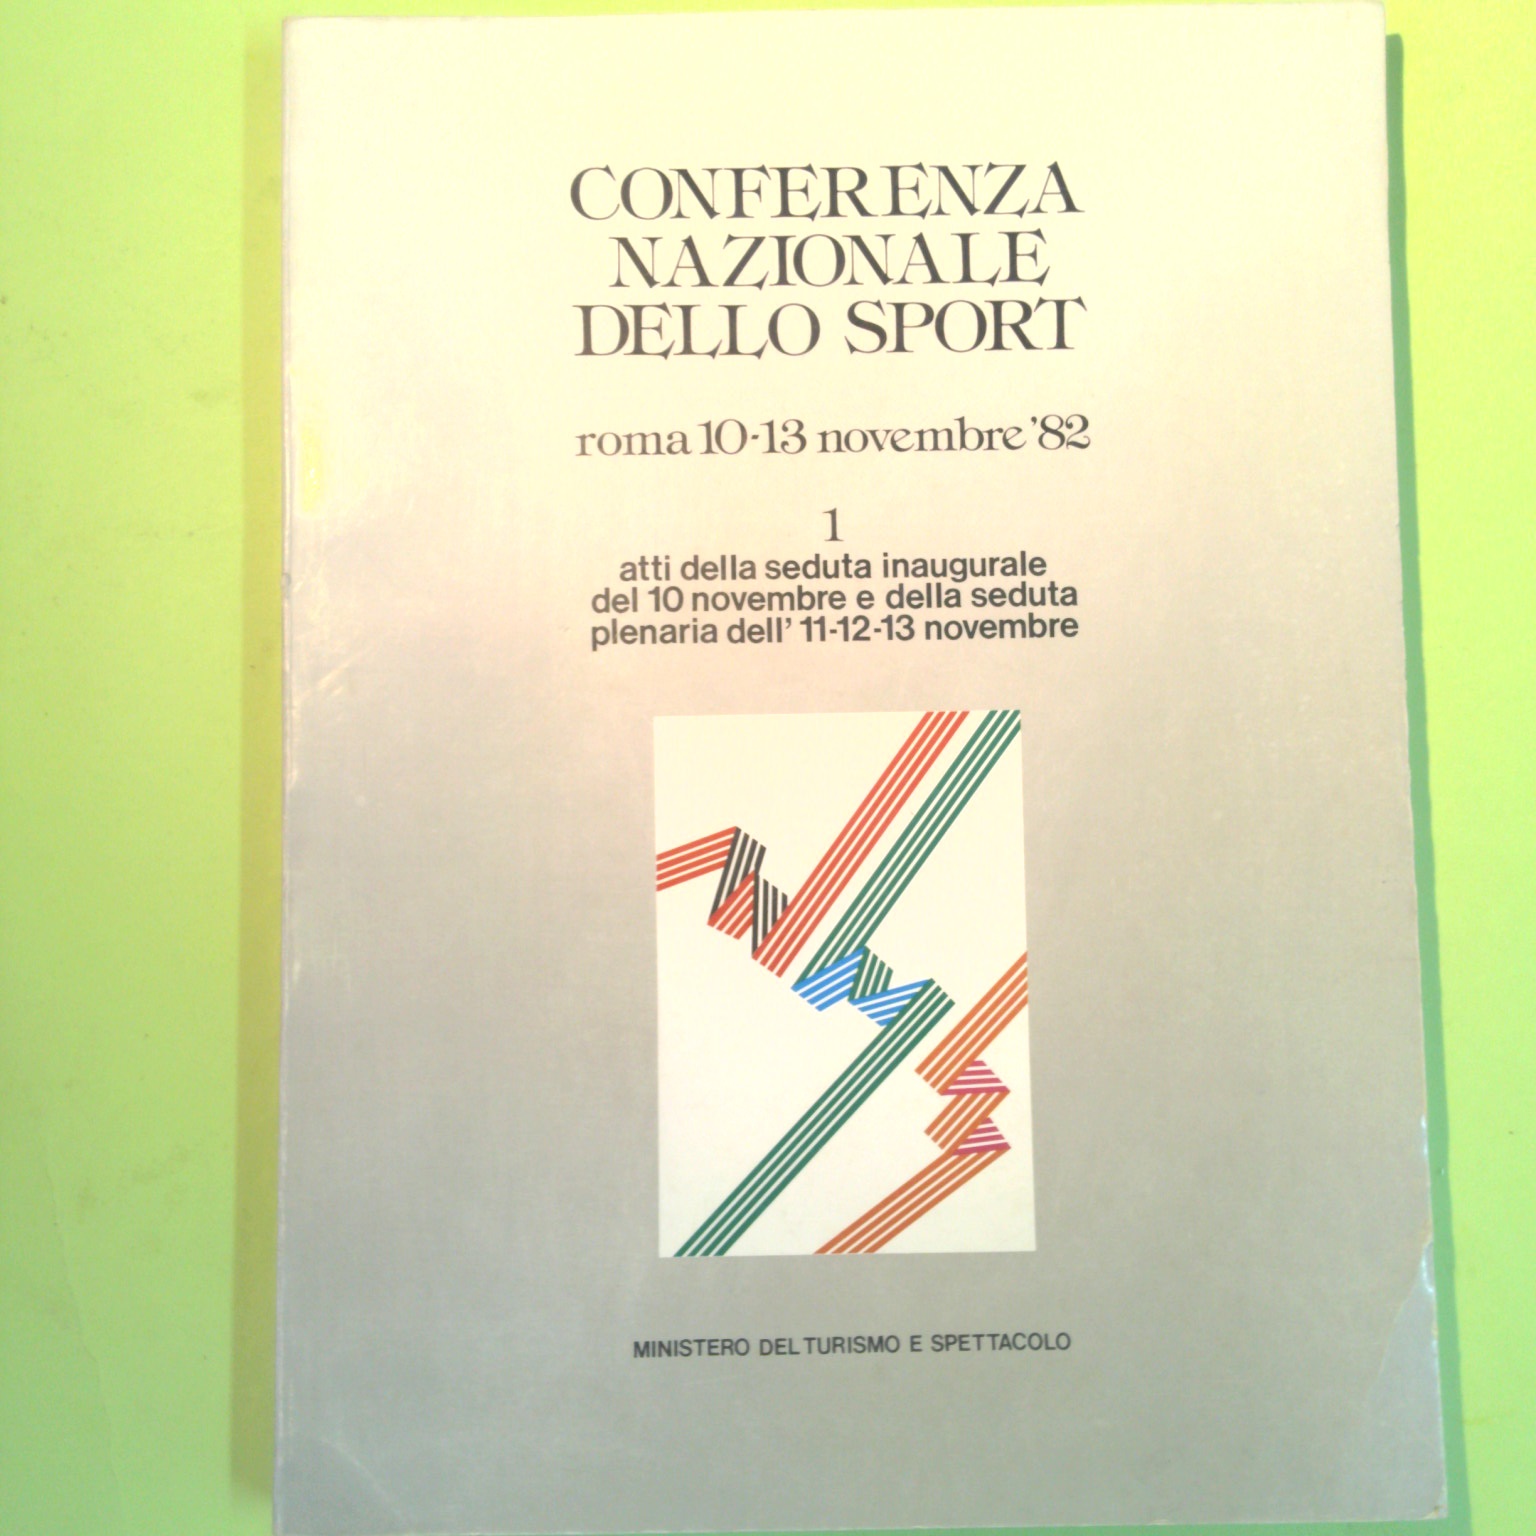 CONFERENZA
NAZIONALE
DELLO SPORT
roma 10-13 novembre '82
1
atti della seduta inaugurale
del 10 novembre e della seduta
plenaria dell' 11-12-13 novembre
MINISTERO DEL TURISMO E SPETTACOLO